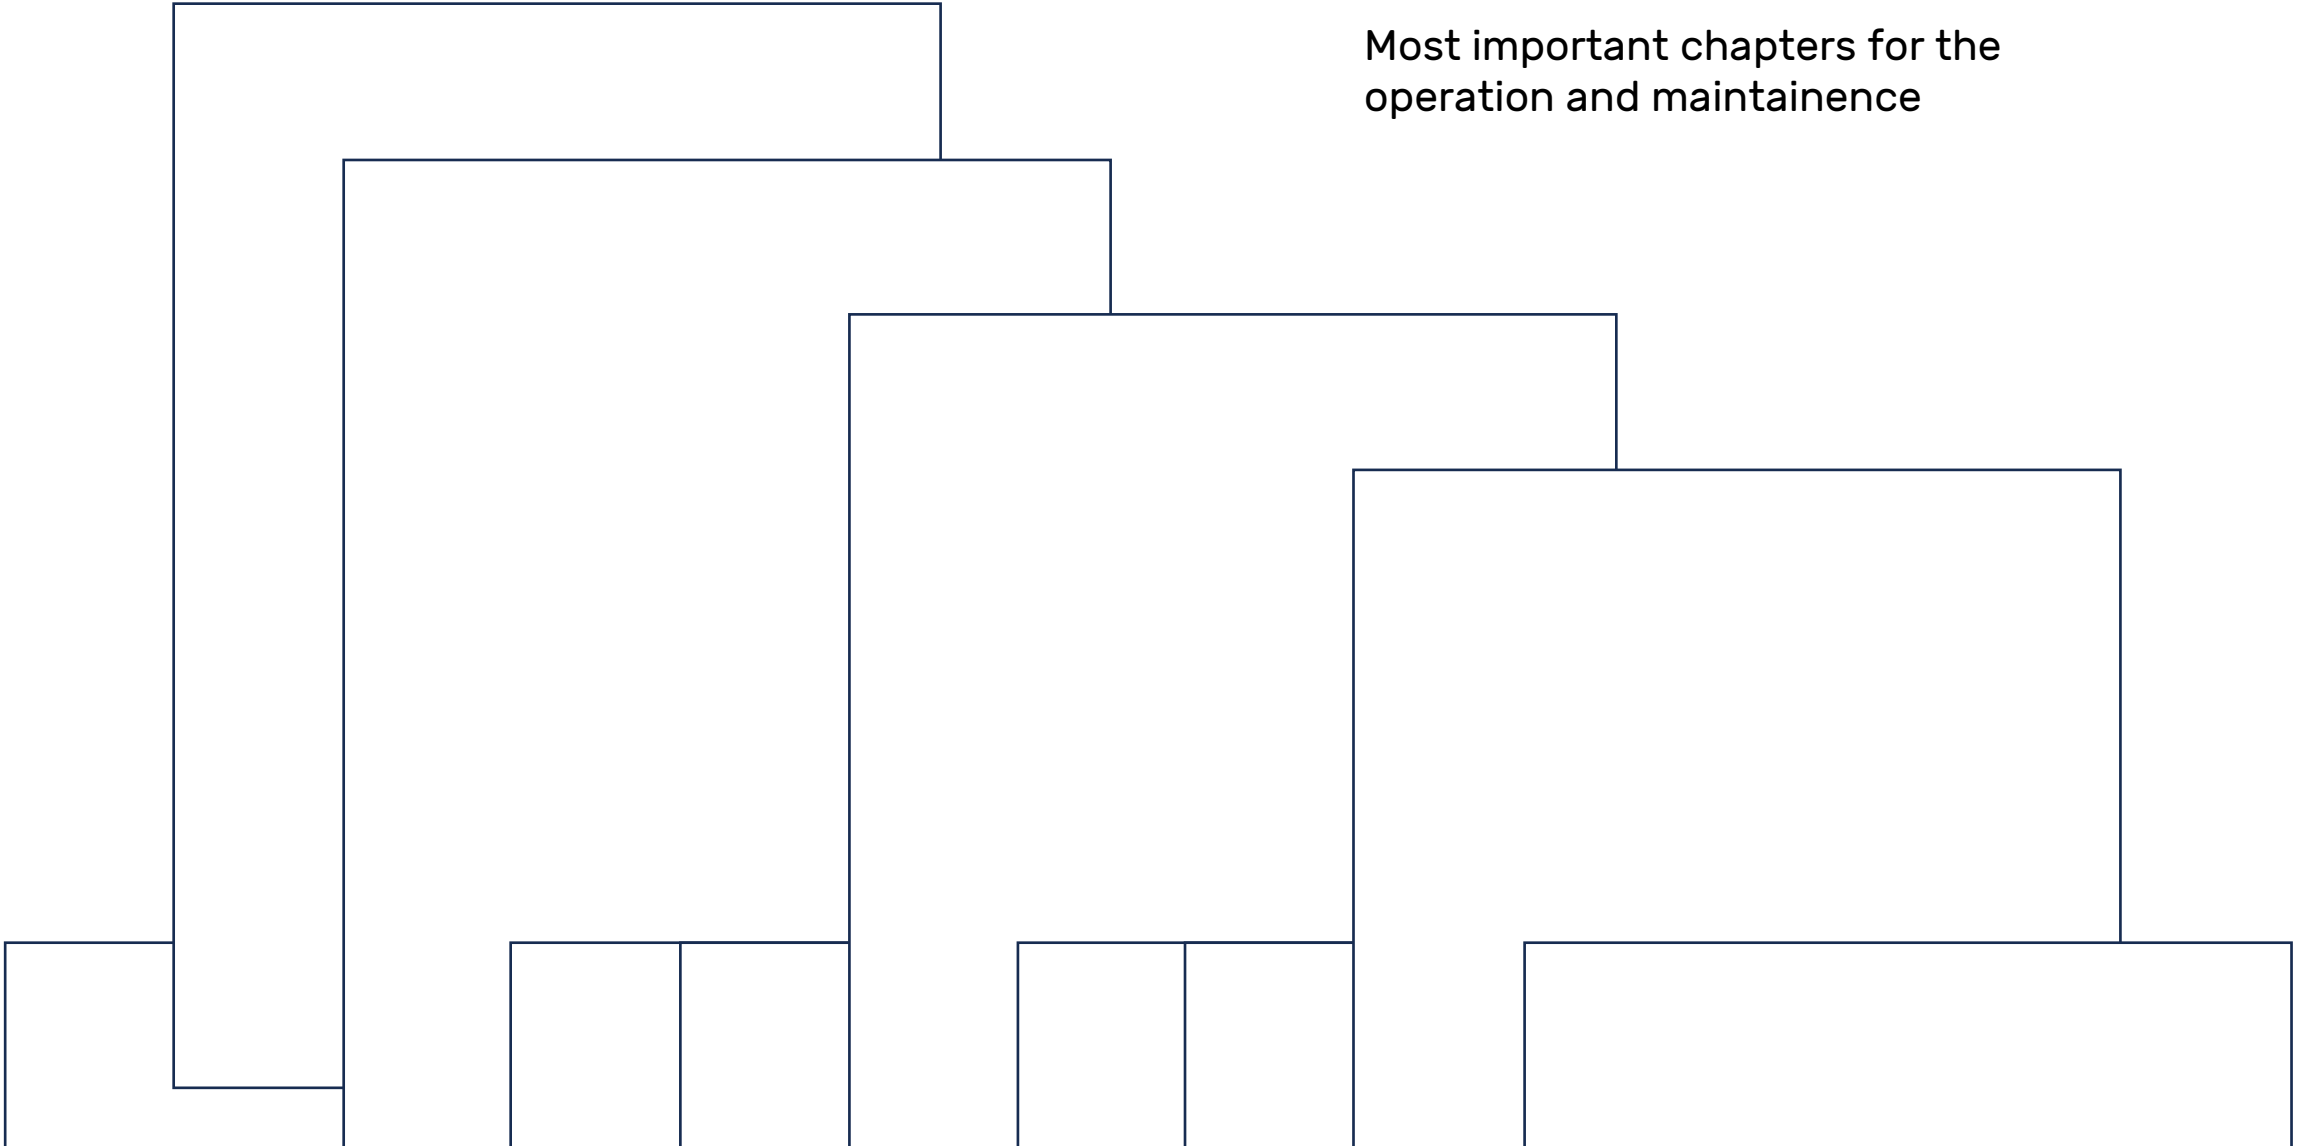 Most important chapters for the
operation and maintainence